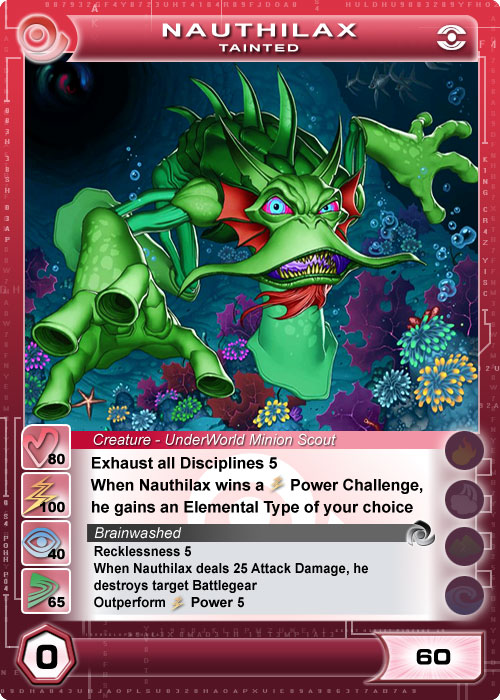 NAUTHILAX
TAINTED
Creature - UnderWorld Minion Scout
80
Exhaust all Disciplines 5
When Nauthilax wins a Power Challenge,
100
he gains an Elemental Type of your choice
Brainwashed
40
Recklessness 5
When Nauthilax deals 25 Attack Damage, he
destroys target Battlegear
65
Outperform Power 5
0
60